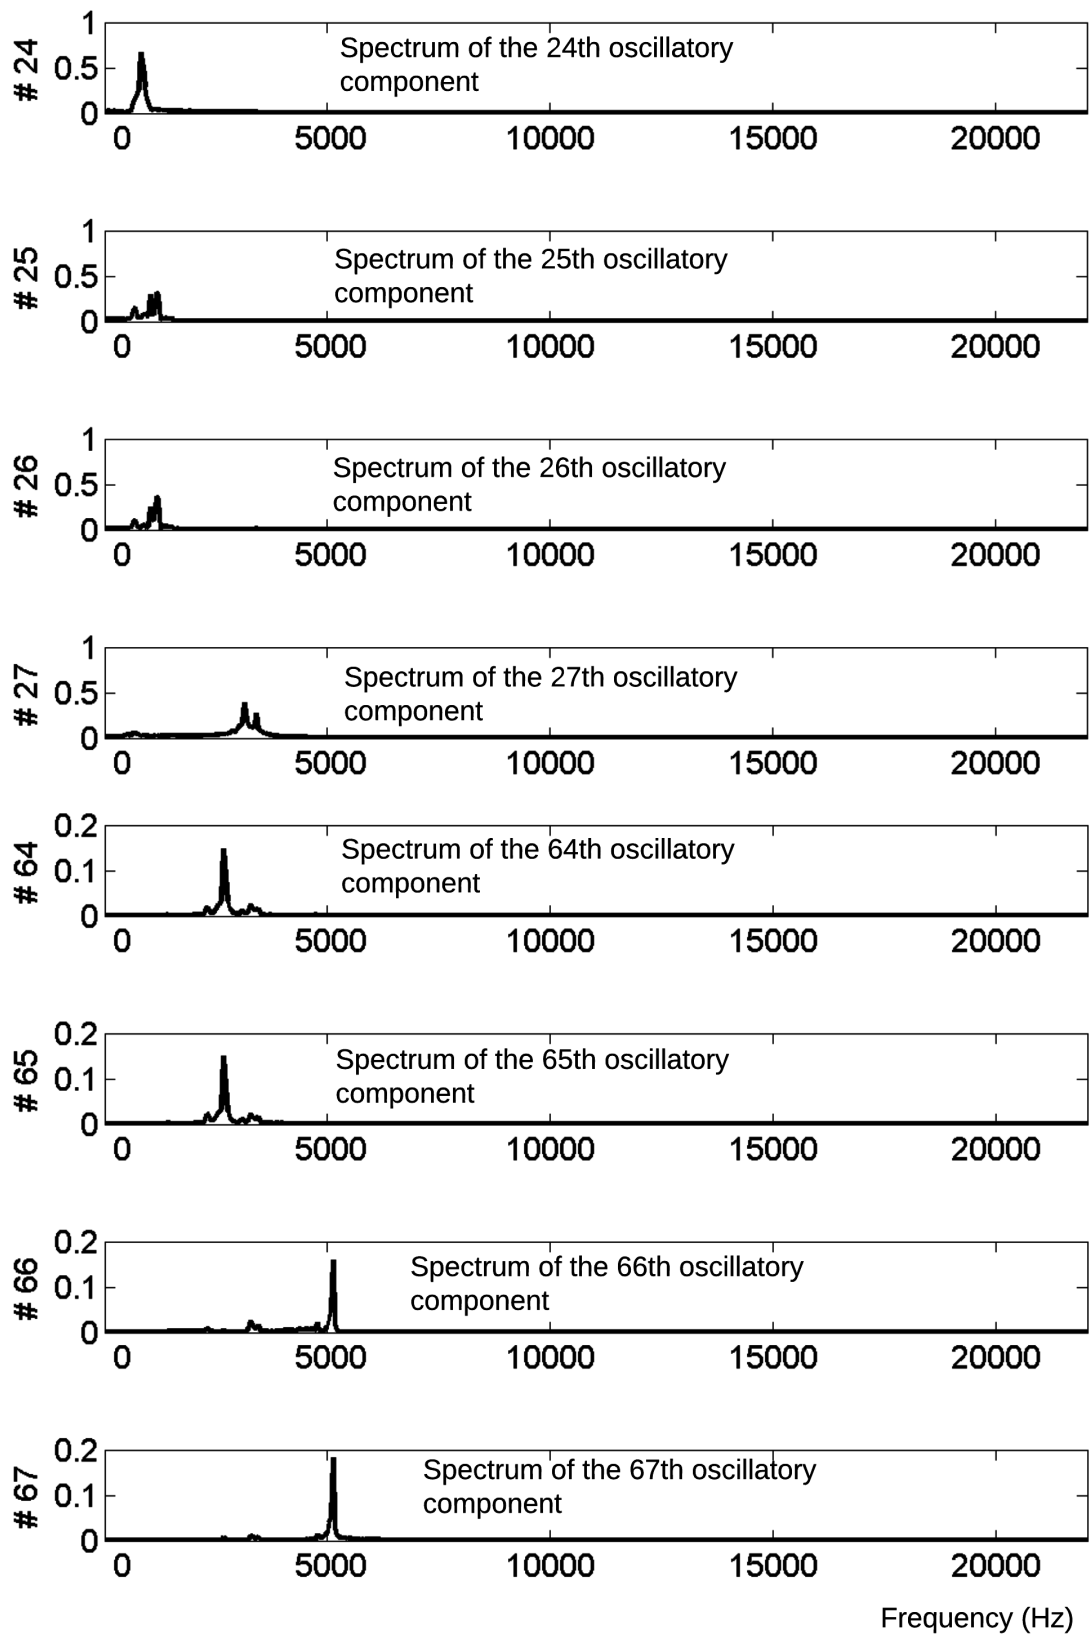 1
Spectrum of the 24th oscillatory
component
# 24
0.5
0
0 5000 10000 15000 20000
1
Spectrum of the 25th oscillatory
component
# 25
0.5
0
0 5000 10000 15000 20000
1
Spectrum of the 26th oscillatory
component
# 26
0.5
0
0 5000 10000 15000 20000
1
Spectrum of the 27th oscillatory
component
# 27
0.5
0
0 5000 10000 15000 20000
0.2
Spectrum of the 64th oscillatory
component
# 64
0.1
0
0 5000 10000 15000 20000
0.2
Spectrum of the 65th oscillatory
component
# 65
0.1
0
0 5000 10000 15000 20000
0.2
Spectrum of the 66th oscillatory
component
# 66
0.1
0
0 5000 10000 15000 20000
0.2
Spectrum of the 67th oscillatory
component
# 67
0.1
0
0 5000 10000 15000 20000
Frequency (Hz)